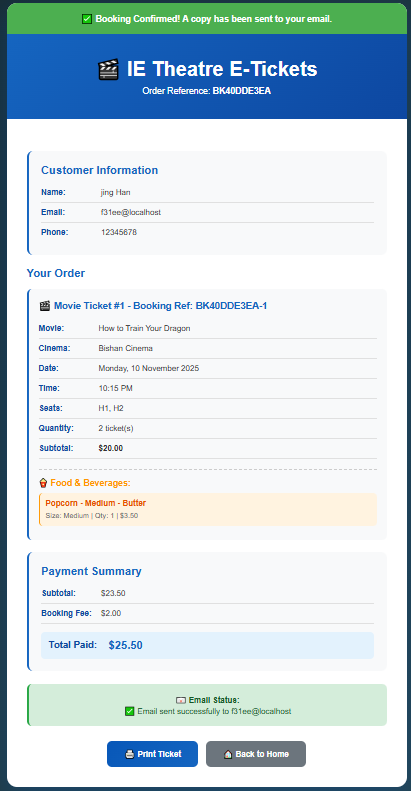 ✅ Booking Confirmed! A copy has been sent to your email.
🎬 IE Theatre E-Tickets
Order Reference: BK40DDE3EA
Customer Information
Name: jing Han
Email: f31ee@localhost
Phone: 12345678
Your Order
🎬 Movie Ticket #1 - Booking Ref: BK40DDE3EA-1
Movie: How to Train Your Dragon
Cinema: Bishan Cinema
Date: Monday, 10 November 2025
Time: 10:15 PM
Seats: H1, H2
Quantity: 2 ticket(s)
Subtotal: $20.00
🍿 Food & Beverages:
Popcorn - Medium - Butter
Size: Medium | Qty: 1 | $3.50
Payment Summary
Subtotal: $23.50
Booking Fee: $2.00
Total Paid: $25.50
📧 Email Status:
✅ Email sent successfully to f31ee@localhost
🖨️ Print Ticket 🏠 Back to Home